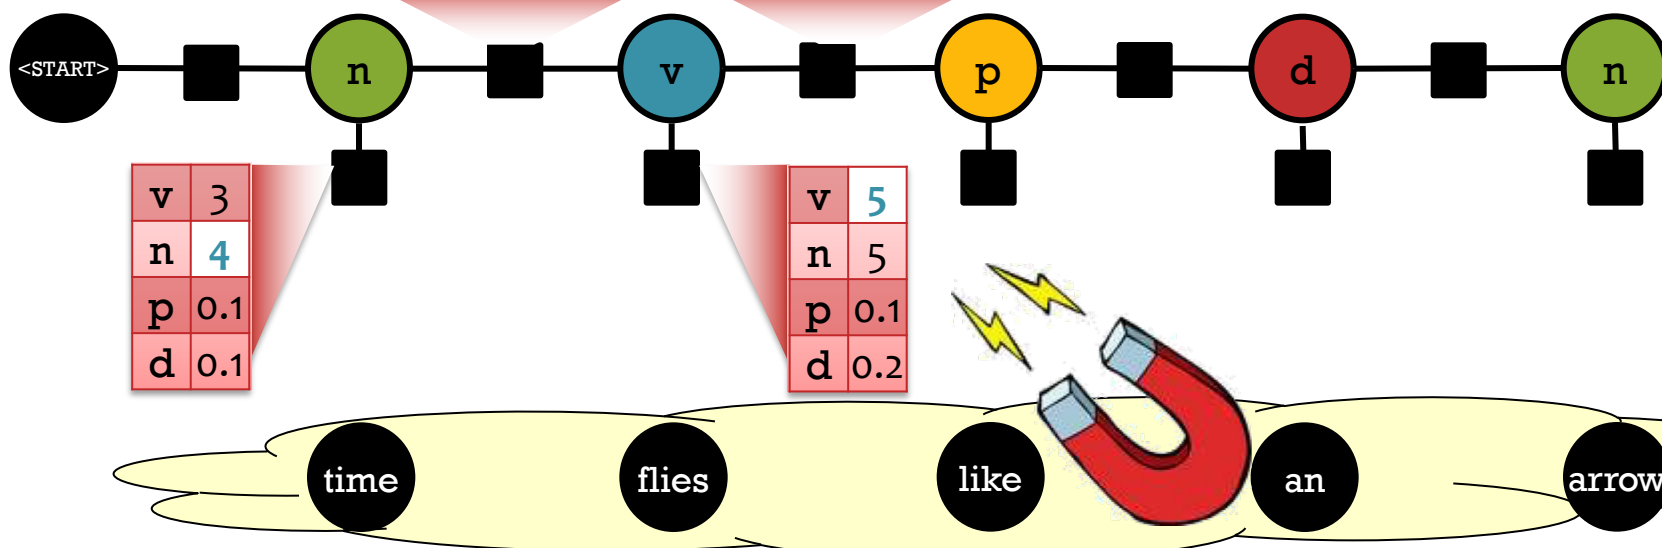 <START> n v p d n
v 3
n 4
p 0.1
d 0.1
v 5
n 5
p 0.1
d 0.2
time flies like an arrow